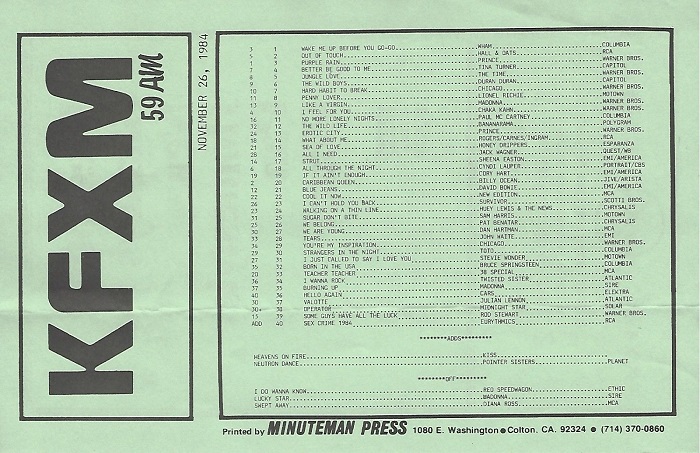 KFXM
59 AM
NOVEMBER 26, 1984
3 1 WAKE ME UP BEFORE YOU GO-GO WHAM COLUMBIA
5 2 OUT OF TOUCH HALL & OATS RCA
3 PURPLE RAIN PRINCE WARNER BROS.
4 BETTER BE GOOD TO ME TINA TURNER CAPITOL
8 5 JUNGLE LOVE THE TIME WARNER BROS.
9 6 THE WILD BOYS DURAN DURAN CAPITOL
10 7 HARD HABIT TO BREAK CHICAGO WARNER BROS.
8 PENNY LOVER LIONEL RICHIE MOTOWN
13 9 LIKE A VIRGIN MADONNA WARNER BROS.
10 I FEEL FOR YOU CHAKA KAHN WARNER BROS.
16 11 NO MORE LONELY NIGHTS PAUL MC CARTNEY COLUMBIA
32 12 THE WILD LIFE BANANARAMA POLYGRAM
24 13 EROTIC CITY PRINCE WARNER BROS.
18 14 WHAT ABOUT ME ROGERS/CARNES/INGRAM RCA
21 15 SEA OF LOVE HONEY DRIPPERS ESPARANZA
28 16 ALL I NEED JACK WAGNER QUEST/WB
17 STRUT SHEENA EASTON EMI/AMERICA
6 18 ALL THROUGH THE NIGHT CYNDI LAUPER PORTRAIT/CBS
19 19 IF IT AIN'T ENOUGH CORY HART EMI/AMERICA
20 CARIBBEAN QUEEN BILLY OCEAN JIVE/ARISTA
12 21 BLUE JEANS DAVID BOWIE EMI/AMERICA
22 22 COOL IT NOW NEW EDITION MCA
26 23 I CAN'T HOLD YOU BACK SURVIVOR SCOTTI BROS.
23 24 WALKING ON A THIN LINE HUEY LEWIS & THE NEWS CHRYSALIS
31 25 SUGAR DON'T BITE SAM HARRIS MOTOWN
26 WE BELONG PAT BENATAR CHRYSALIS
30 27 WE ARE YOUNG DAN HARTMAN MCA
33 28 TEARS JOHN WAITE EMI
34 29 YOU'RE MY INSPIRATION CHICAGO WARNER BROS.
29 30 STRANGERS IN THE NIGHT TOTO COLUMBIA
27 31 I JUST CALLED TO SAY I LOVE YOU STEVIE WONDER MOTOWN
35 32 BORN IN THE USA BRUCE SPRINGSTEEN COLUMBIA
20 33 TEACHER TEACHER 38 SPECIAL MCA
36 34 I WANNA ROCK TWISTED SISTER ATLANTIC
37 35 BURNING UP MADONNA SIRE
40 36 HELLO AGAIN CARS ELEKTRA
30 37 VALOTTE JULIAN LENNON ATLANTIC
38 OPERATOR MIDNIGHT STAR SOLAR
15 39 SOME GUYS HAVE ALL THE LUCK ROD STEWART WARNER BROS.
ADD 40 SEX CRIME 1984 EURYTHMICS RCA
*********ADDS*********
HEAVENS ON FIRE KISS
NEUTRON DANCE POINTER SISTERS PLANET
*********OFF*********
I DO WANNA KNOW REO SPEEDWAGON EPIC
LUCKY STAR MADONNA SIRE
SWEPT AWAY DIANA ROSS MCA
Printed by MINUTEMAN PRESS 1080 E. Washington • Colton, CA. 92324 • (714) 370-0860